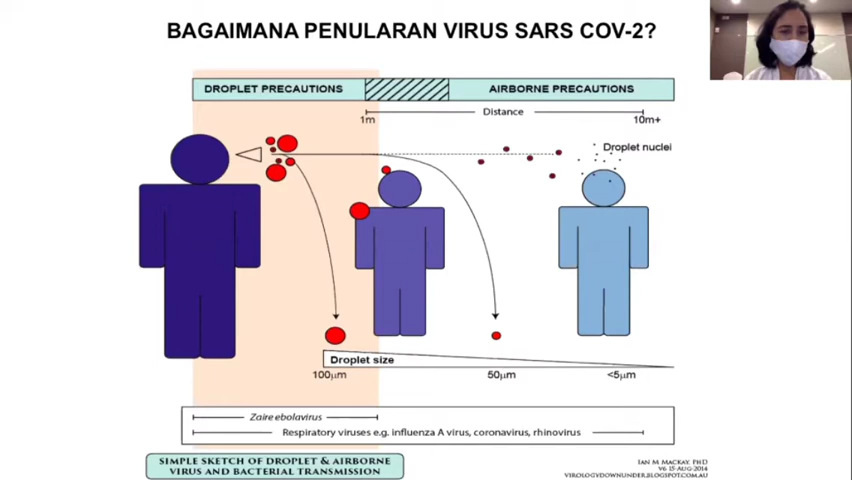 BAGAIMANA PENULARAN VIRUS SARS COV-2?
DROPLET PRECAUTIONS
AIRBORNE PRECAUTIONS
Distance
1m
10m+
Droplet nuclei
Droplet size
100μm
50μm
<5μm
Zaire ebolavirus
Respiratory viruses e.g. influenza A virus, coronavirus, rhinovirus
SIMPLE SKETCH OF DROPLET & AIRBORNE
VIRUS AND BACTERIAL TRANSMISSION
IAN M MACKAY, PHD
V6 15-AUG-2014
VIROLOGYDOWNUNDER.BLOGSPOT.COM.AU